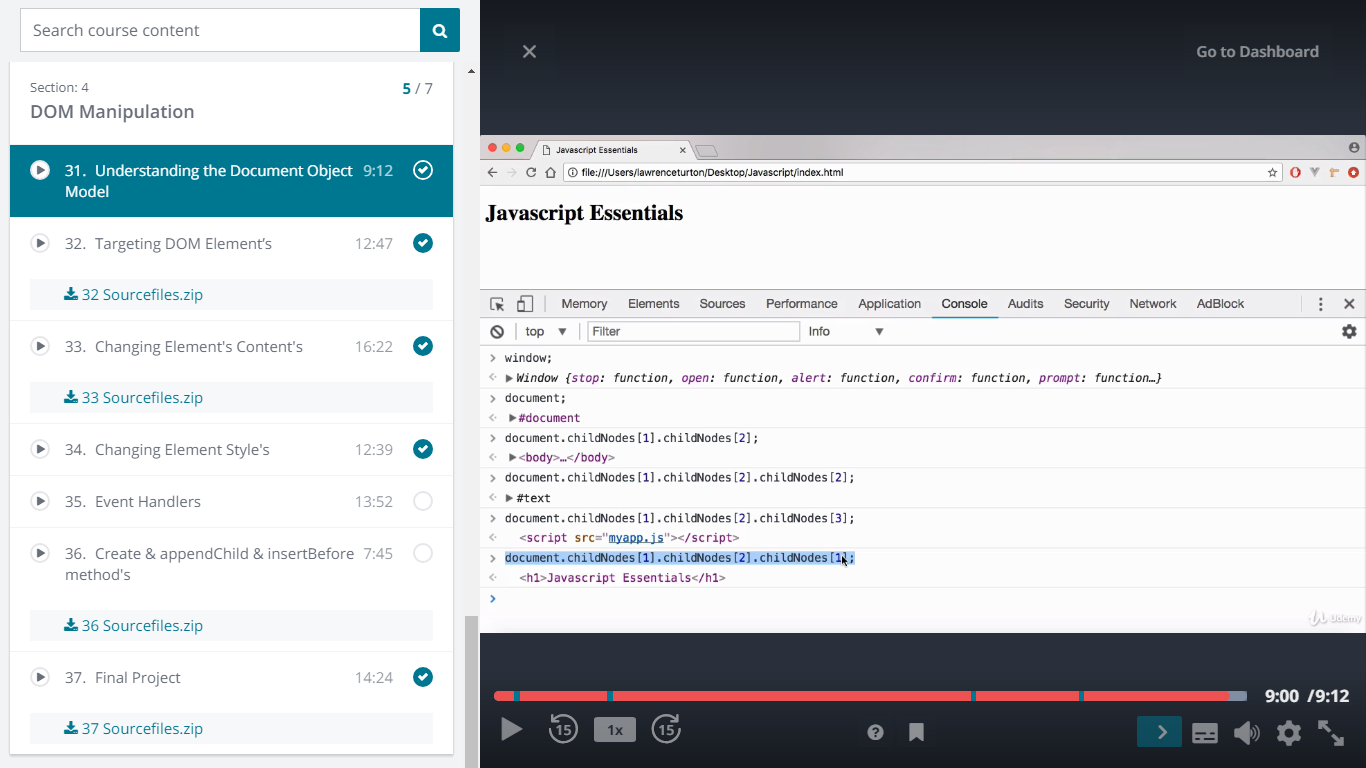 Search course content
Section: 4
5 / 7
DOM Manipulation
31. Understanding the Document Object
Model
9:12
32. Targeting DOM Element's
12:47
32 Sourcefiles.zip
33. Changing Element's Content's
16:22
33 Sourcefiles.zip
34. Changing Element Style's
12:39
35. Event Handlers
13:52
36. Create & appendChild & insertBefore
method's
7:45
36 Sourcefiles.zip
37. Final Project
14:24
37 Sourcefiles.zip
Go to Dashboard
Javascript Essentials
file:///Users/lawrenceturton/Desktop/Javascript/index.html
Javascript Essentials
Memory Elements Sources Performance Application Console Audits Security Network AdBlock
top Filter Info
window;
Window {stop: function, open: function, alert: function, confirm: function, prompt: function…}
document;
#document
document.childNodes[1].childNodes[2];
<body>…</body>
document.childNodes[1].childNodes[2].childNodes[2];
#text
document.childNodes[1].childNodes[2].childNodes[3];
<script src="myapp.js"></script>
document.childNodes[1].childNodes[2].childNodes[1];
<h1>Javascript Essentials</h1>
Udemy
9:00 / 9:12
15 1x 15